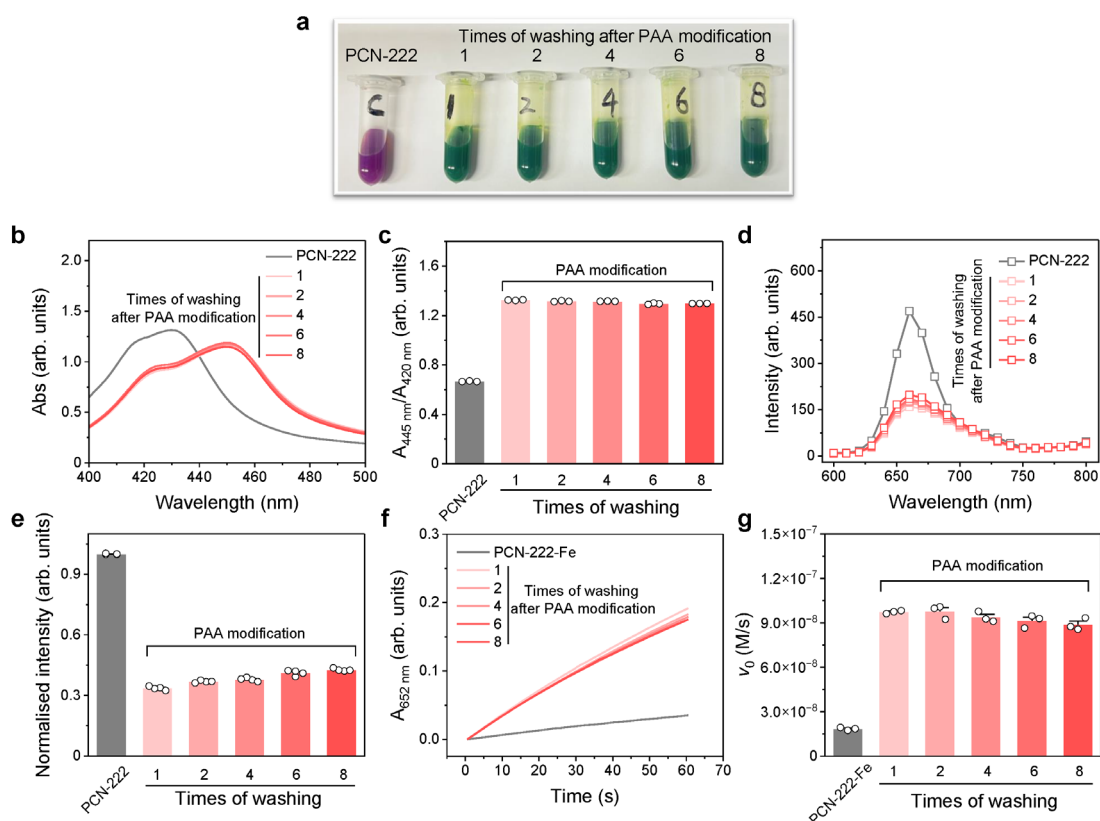 a
Times of washing after PAA modification
PCN-222 1 2 4 6 8
C 1 2 4 6 8
b
Abs (arb. units)
2.0
1.5
1.0
0.5
0.0
400 420 440 460 480 500
Wavelength (nm)
PCN-222
1
2
4
6
8
Times of washing
after PAA modification
c
A445 nm/A420 nm (arb. units)
1.6
1.2
0.8
0.4
0
PAA modification
PCN-222 1 2 4 6 8
Times of washing
d
Intensity (arb. units)
600
450
300
150
0
600 650 700 750 800
Wavelength (nm)
PCN-222
1
2
4
6
8
Times of washing
after PAA modification
e
Normalised intensity (arb. units)
0.9
0.6
0.3
0
PAA modification
PCN-222 1 2 4 6 8
Times of washing
f
A652 nm (arb. units)
0.3
0.2
0.1
0.0
0 10 20 30 40 50 60 70
Time (s)
PCN-222-Fe
1
2
4
6
8
Times of washing
after PAA modification
g
v0 (M/s)
1.5×10-7
1.2×10-7
9.0×10-8
6.0×10-8
3.0×10-8
0
PAA modification
PCN-222-Fe 1 2 4 6 8
Times of washing